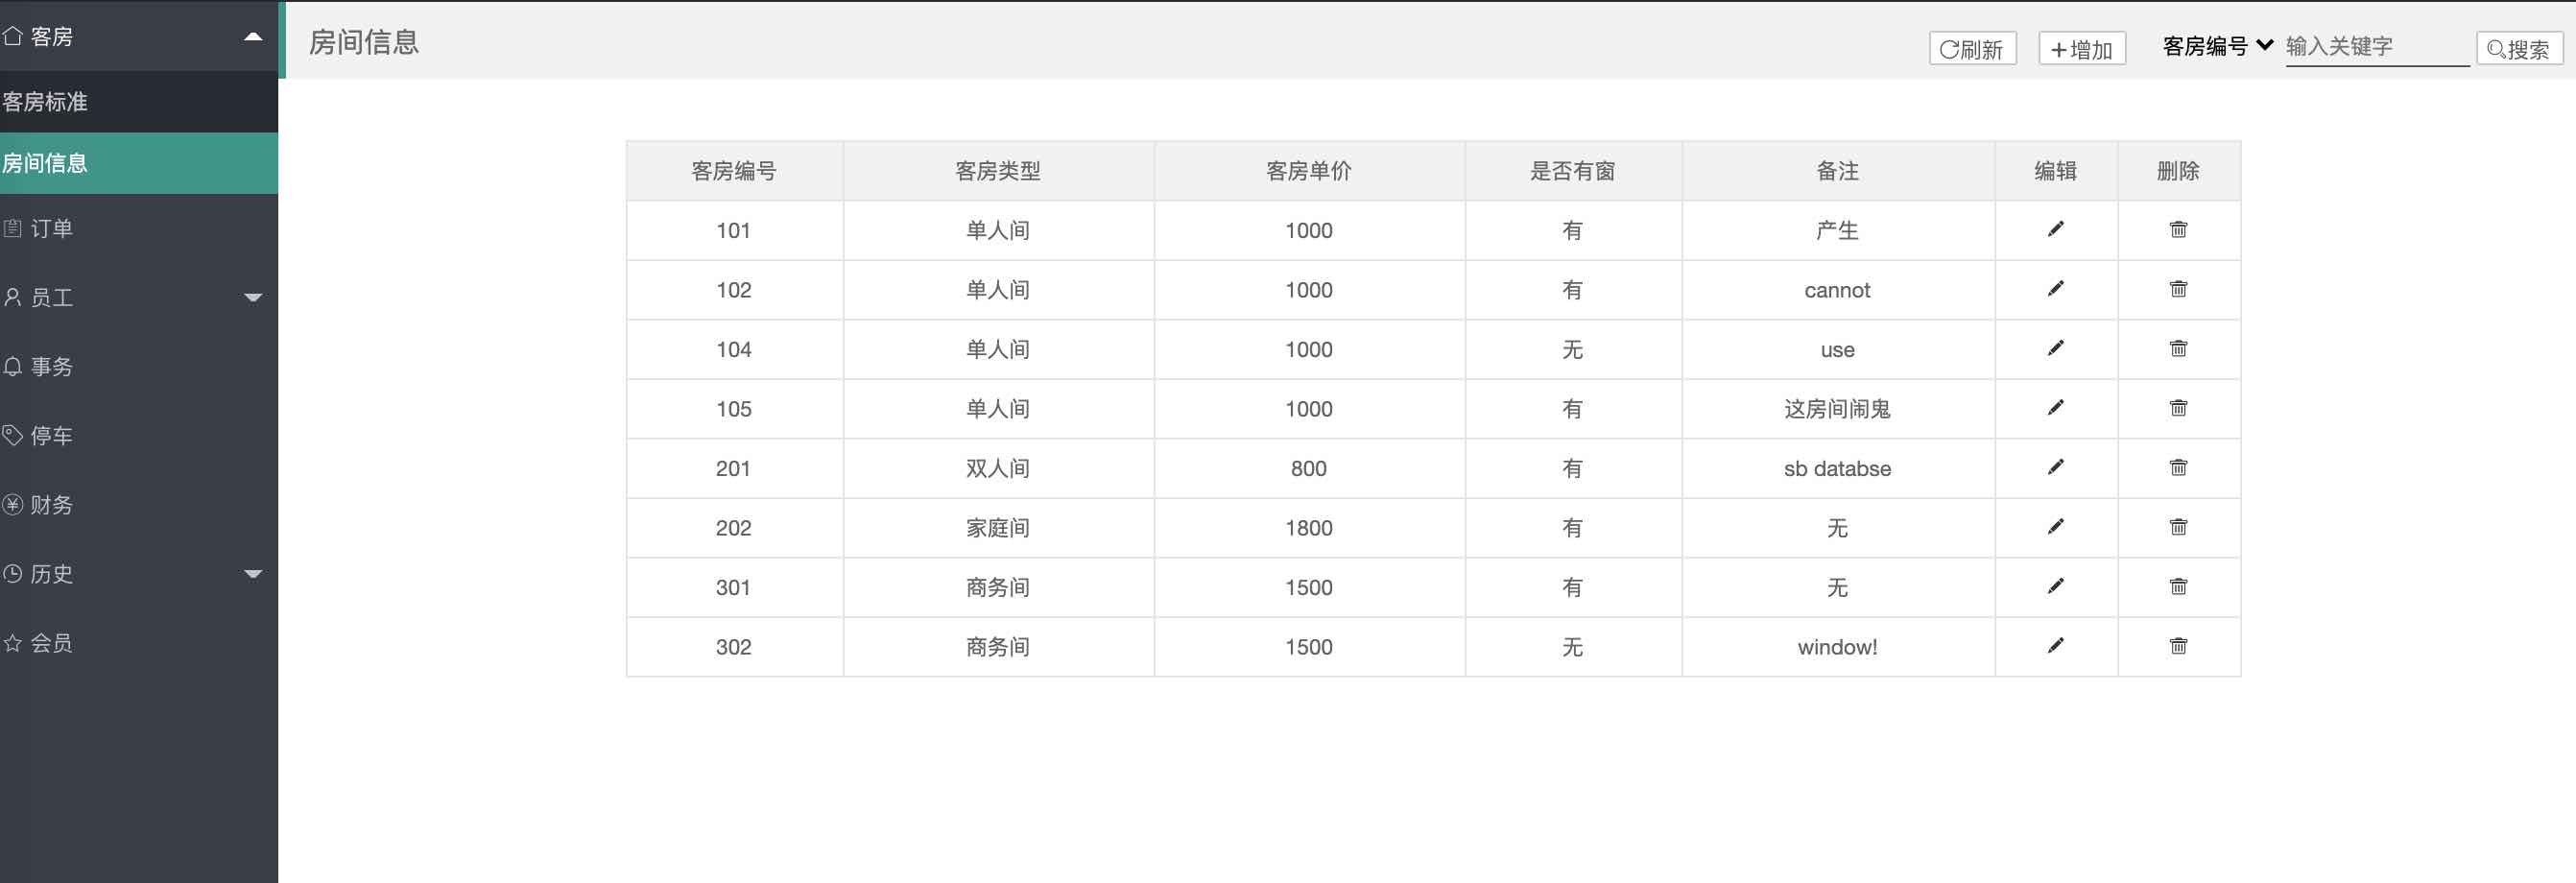 客房
客房标准
房间信息
订单
员工
事务
停车
财务
历史
会员
房间信息
刷新 +增加 客房编号 输入关键字 搜索
客房编号 客房类型 客房单价 是否有窗 备注 编辑 删除
101 单人间 1000 有 产生
102 单人间 1000 有 cannot
104 单人间 1000 无 use
105 单人间 1000 有 这房间闹鬼
201 双人间 800 有 sb databse
202 家庭间 1800 有 无
301 商务间 1500 有 无
302 商务间 1500 无 window!